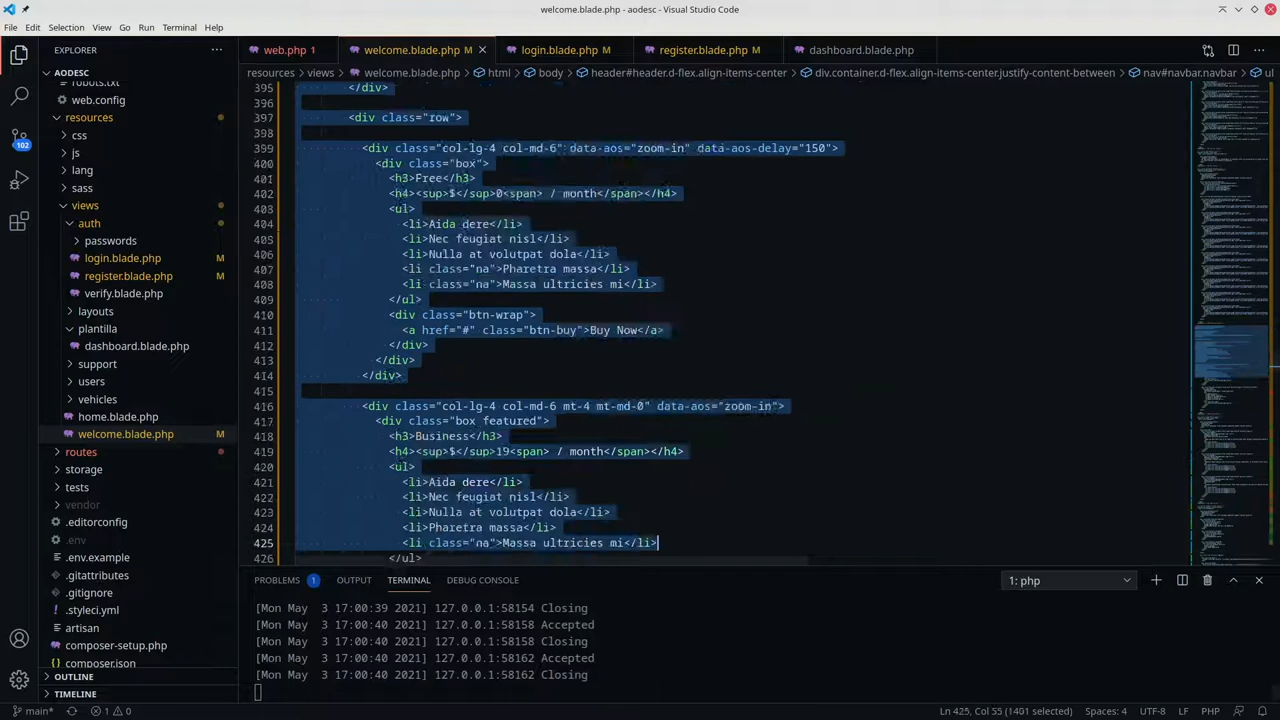 welcome.blade.php - aodesc - Visual Studio Code
File Edit Selection View Go Run Terminal Help
EXPLORER
web.php 1
welcome.blade.php M
login.blade.php M
register.blade.php M
dashboard.blade.php
resources > views > welcome.blade.php > html > body > header#header.d-flex.align-items-center > div.container.d-flex.align-items-center.justify-content-between > nav#navbar.navbar > ul
AODESC
robots.txt
web.config
resources
css
js
lang
sass
views
auth
passwords
login.blade.php M
register.blade.php M
verify.blade.php
layouts
plantilla
dashboard.blade.php
support
users
vehicles
home.blade.php
welcome.blade.php M
routes
storage
tests
vendor
.editorconfig
.env
.env.example
.gitattributes
.gitignore
.styleci.yml
artisan
composer-setup.php
composer.json
OUTLINE
TIMELINE
102
395 </div>
396
397 <div class="row">
398
399 data-aos="zoom-in" data-aos-delay="150">
400 <div class="box">
401 <h3>Free</h3>
402 / month</span></h4>
403 <ul>
404 <li>Aida dere</li>
405 <li>Nec feugiat nisl</li>
406 <li>Nulla at volutpat dola</li>
407 <li class="na">Pharetra massa</li>
408 <li class="na">Massa ultricies mi</li>
409 </ul>
410 <div class="btn-wrap">
411 <a href="#" class="btn-buy">Buy Now</a>
412 </div>
413 </div>
414 </div>
415
416 <div class="col-lg-4 col-md-6 mt-4 mt-md-0" data-aos="zoom-in">
417 <div class="box featured">
418 <h3>Business</h3>
419 / month</span></h4>
420 <ul>
421 <li>Aida dere</li>
422 <li>Nec feugiat nisl</li>
423 <li>Nulla at volutpat dola</li>
424 <li>Pharetra massa</li>
425 <li class="na">Massa ultricies mi</li>
426 </ul>
PROBLEMS 1 OUTPUT TERMINAL DEBUG CONSOLE
1: php
[Mon May 3 17:00:39 2021] 127.0.0.1:58154 Closing
[Mon May 3 17:00:40 2021] 127.0.0.1:58158 Accepted
[Mon May 3 17:00:40 2021] 127.0.0.1:58158 Closing
[Mon May 3 17:00:40 2021] 127.0.0.1:58162 Accepted
[Mon May 3 17:00:40 2021] 127.0.0.1:58162 Closing
main* 1 0
Ln 425, Col 55 (1401 selected) Spaces: 4 UTF-8 LF PHP